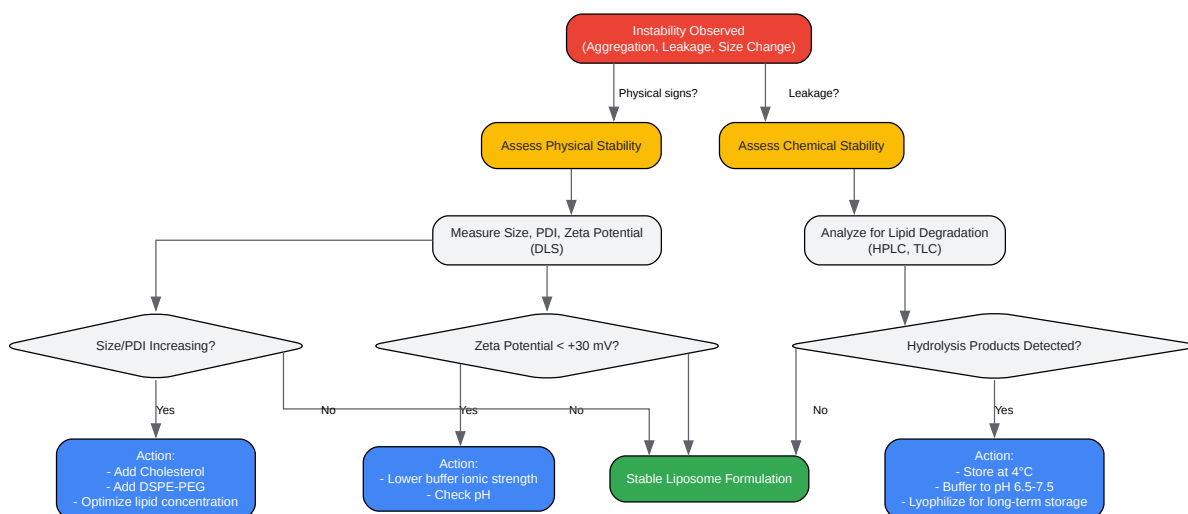 Instability Observed
(Aggregation, Leakage, Size Change)
Physical signs?
Leakage?
Assess Physical Stability
Assess Chemical Stability
Measure Size, PDI, Zeta Potential
(DLS)
Analyze for Lipid Degradation
(HPLC, TLC)
Size/PDI Increasing?
Zeta Potential < +30 mV?
Hydrolysis Products Detected?
Yes
No
Yes
No
No
Yes
Action:
- Add Cholesterol
- Add DSPE-PEG
- Optimize lipid concentration
Action:
- Lower buffer ionic strength
- Check pH
Stable Liposome Formulation
Action:
- Store at 4°C
- Buffer to pH 6.5-7.5
- Lyophilize for long-term storage